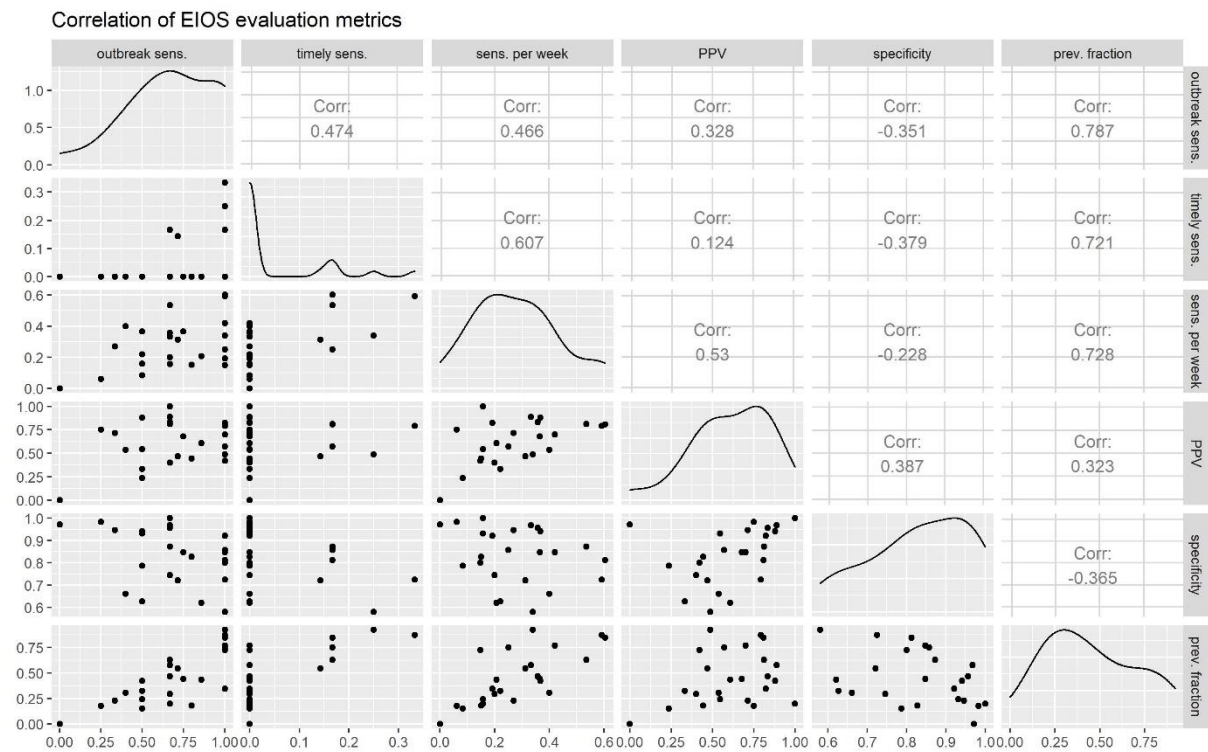 Correlation of EIOS evaluation metrics
outbreak sens. timely sens. sens. per week PPV specificity prev. fraction
1.0
0.5
0.0
Corr: Corr: Corr: Corr: Corr:
0.474 0.466 0.328 -0.351 0.787
outbreak sens.
0.3
0.2
0.1
0.0
Corr: Corr: Corr: Corr:
0.607 0.124 -0.379 0.721
timely sens.
0.6
0.4
0.2
0.0
Corr: Corr: Corr:
0.53 -0.228 0.728
sens. per week
1.00
0.75
0.50
0.25
0.00
Corr: Corr:
0.387 0.323
PPV
1.0
0.9
0.8
0.7
0.6
Corr:
-0.365
specificity
0.75
0.50
0.25
0.00
prev. fraction
0.00 0.25 0.50 0.75 1.00 0.0 0.1 0.2 0.3 0.0 0.2 0.4 0.6 0.00 0.25 0.50 0.75 1.00 0.6 0.7 0.8 0.9 1.0 0.00 0.25 0.50 0.75